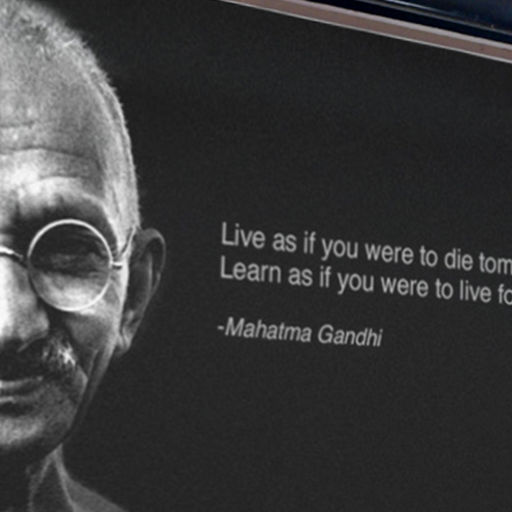 Live as if you were to die tom
Learn as if you were to live fo
-Mahatma Gandhi